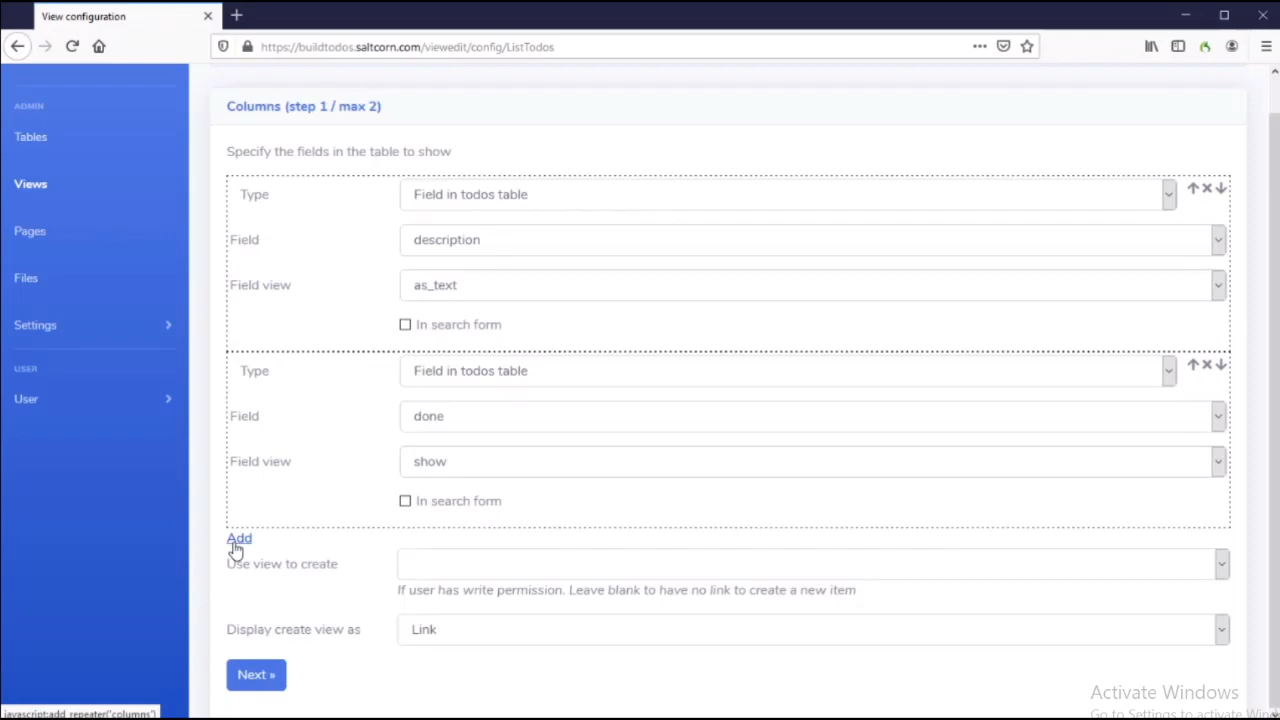 View configuration
https://buildtodos.saltcorn.com/viewedit/config/ListTodos
ADMIN
Tables
Views
Pages
Files
Settings
USER
User
Columns (step 1 / max 2)
Specify the fields in the table to show
Type Field in todos table
Field description
Field view as_text
In search form
Type Field in todos table
Field done
Field view show
In search form
Add
Use view to create
If user has write permission. Leave blank to have no link to create a new item
Display create view as Link
Next »
javascript:add_repeater('columns')
Activate Windows
Go to Settings to activate